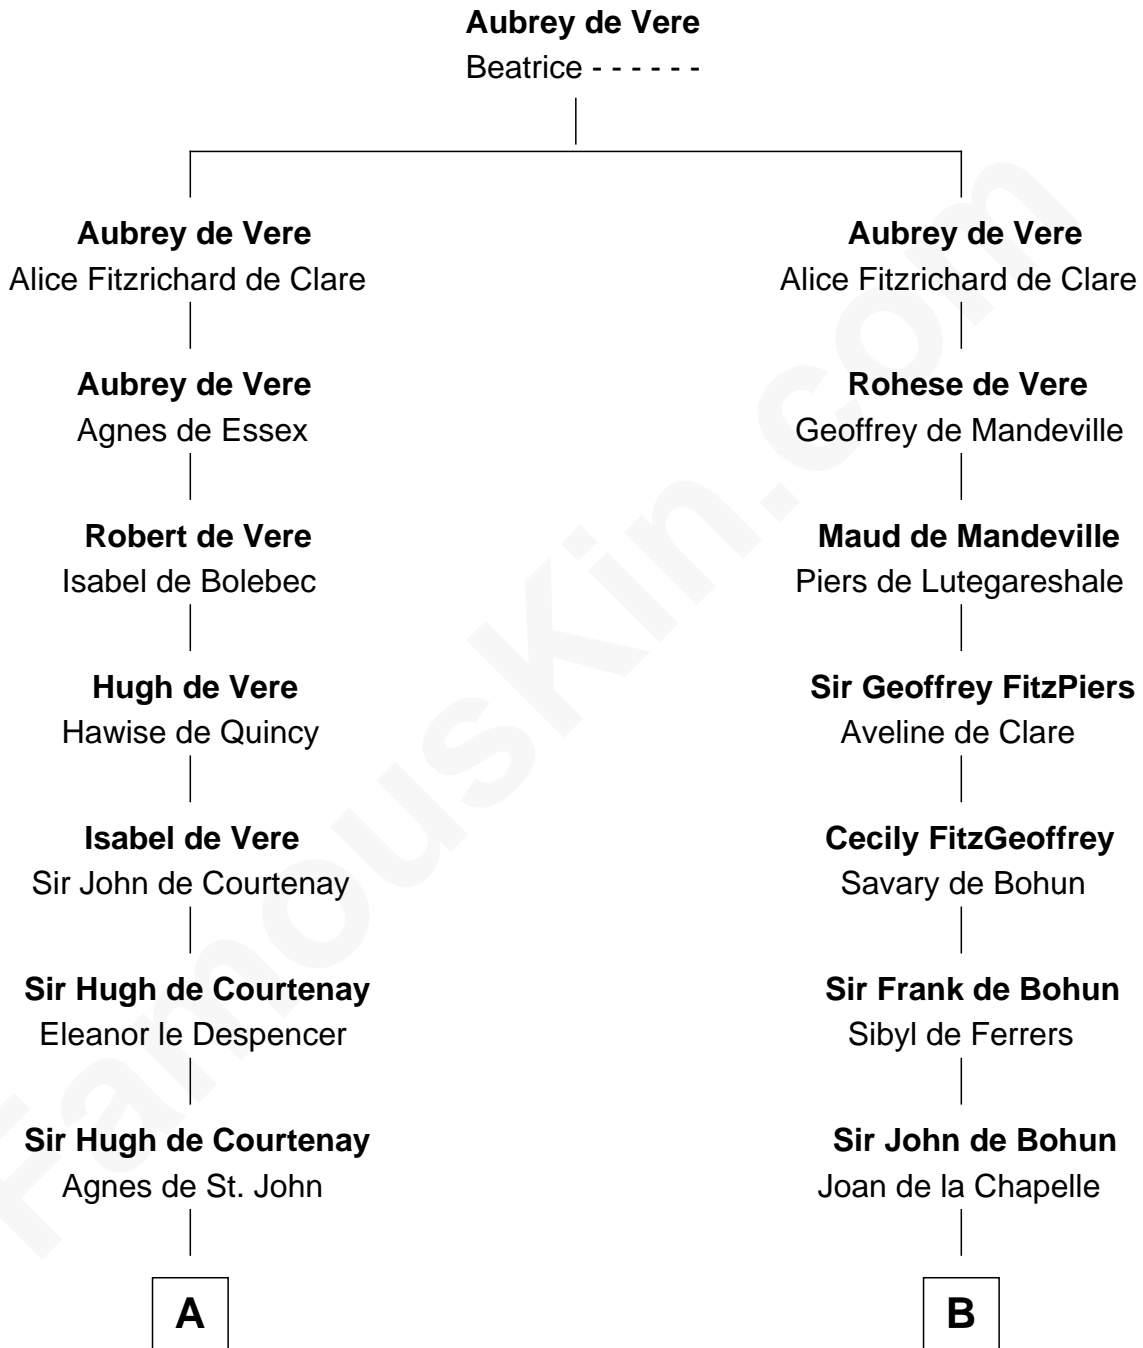 Aubrey de Vere
Beatrice - - - - - -
Aubrey de Vere
Alice Fitzrichard de Clare
Aubrey de Vere
Agnes de Essex
Robert de Vere
Isabel de Bolebec
Hugh de Vere
Hawise de Quincy
Isabel de Vere
Sir John de Courtenay
Sir Hugh de Courtenay
Eleanor le Despencer
Sir Hugh de Courtenay
Agnes de St. John
A
Aubrey de Vere
Alice Fitzrichard de Clare
Rohese de Vere
Geoffrey de Mandeville
Maud de Mandeville
Piers de Lutegareshale
Sir Geoffrey FitzPiers
Aveline de Clare
Cecily FitzGeoffrey
Savary de Bohun
Sir Frank de Bohun
Sibyl de Ferrers
Sir John de Bohun
Joan de la Chapelle
B
FamousKin.com